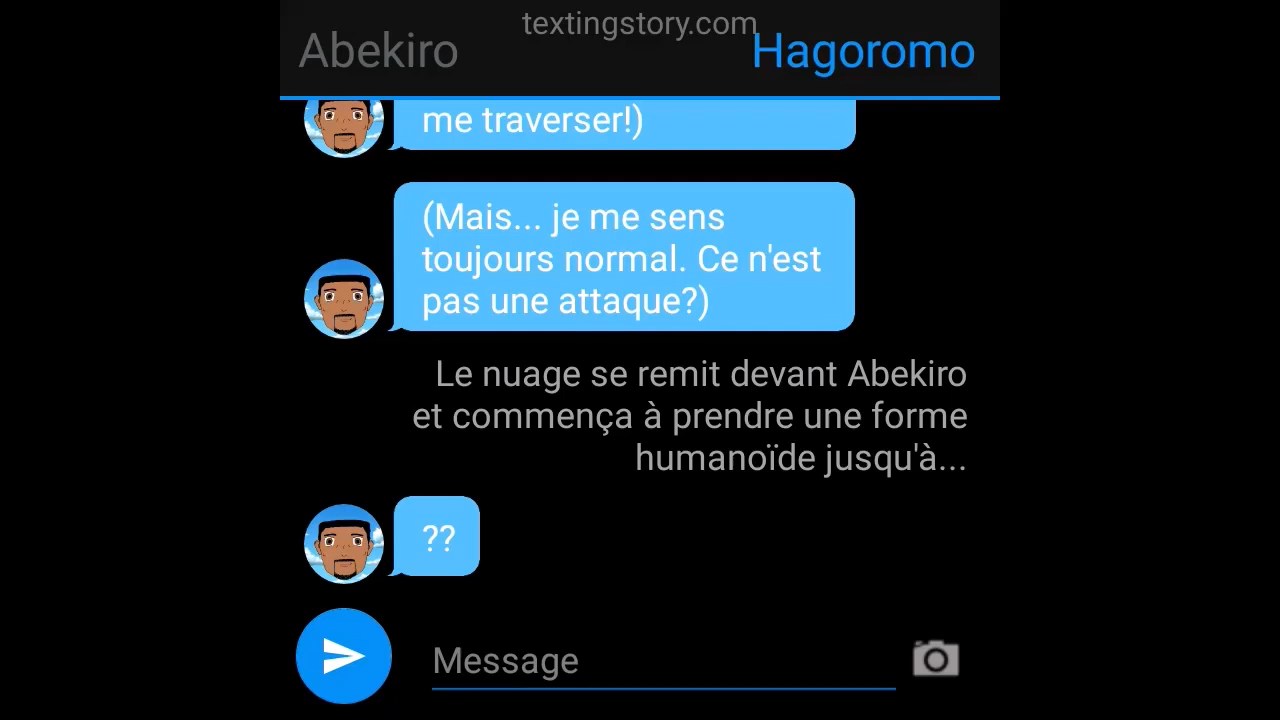 textingstory.com
Abekiro
Hagoromo
me traverser!)
(Mais... je me sens
toujours normal. Ce n'est
pas une attaque?)
Le nuage se remit devant Abekiro
et commença à prendre une forme
humanoïde jusqu'à...
??
Message